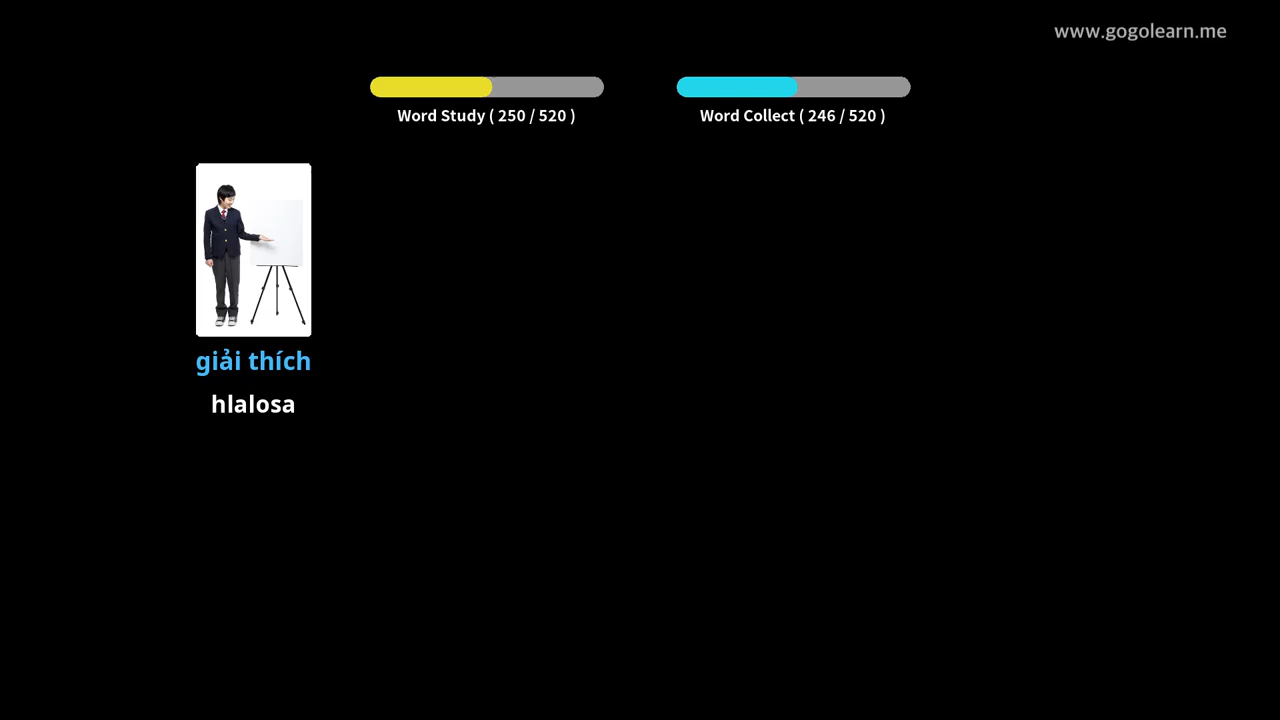 www.gogolearn.me
Word Study ( 250 / 520 )
Word Collect ( 246 / 520 )
giải thích
hlalosa